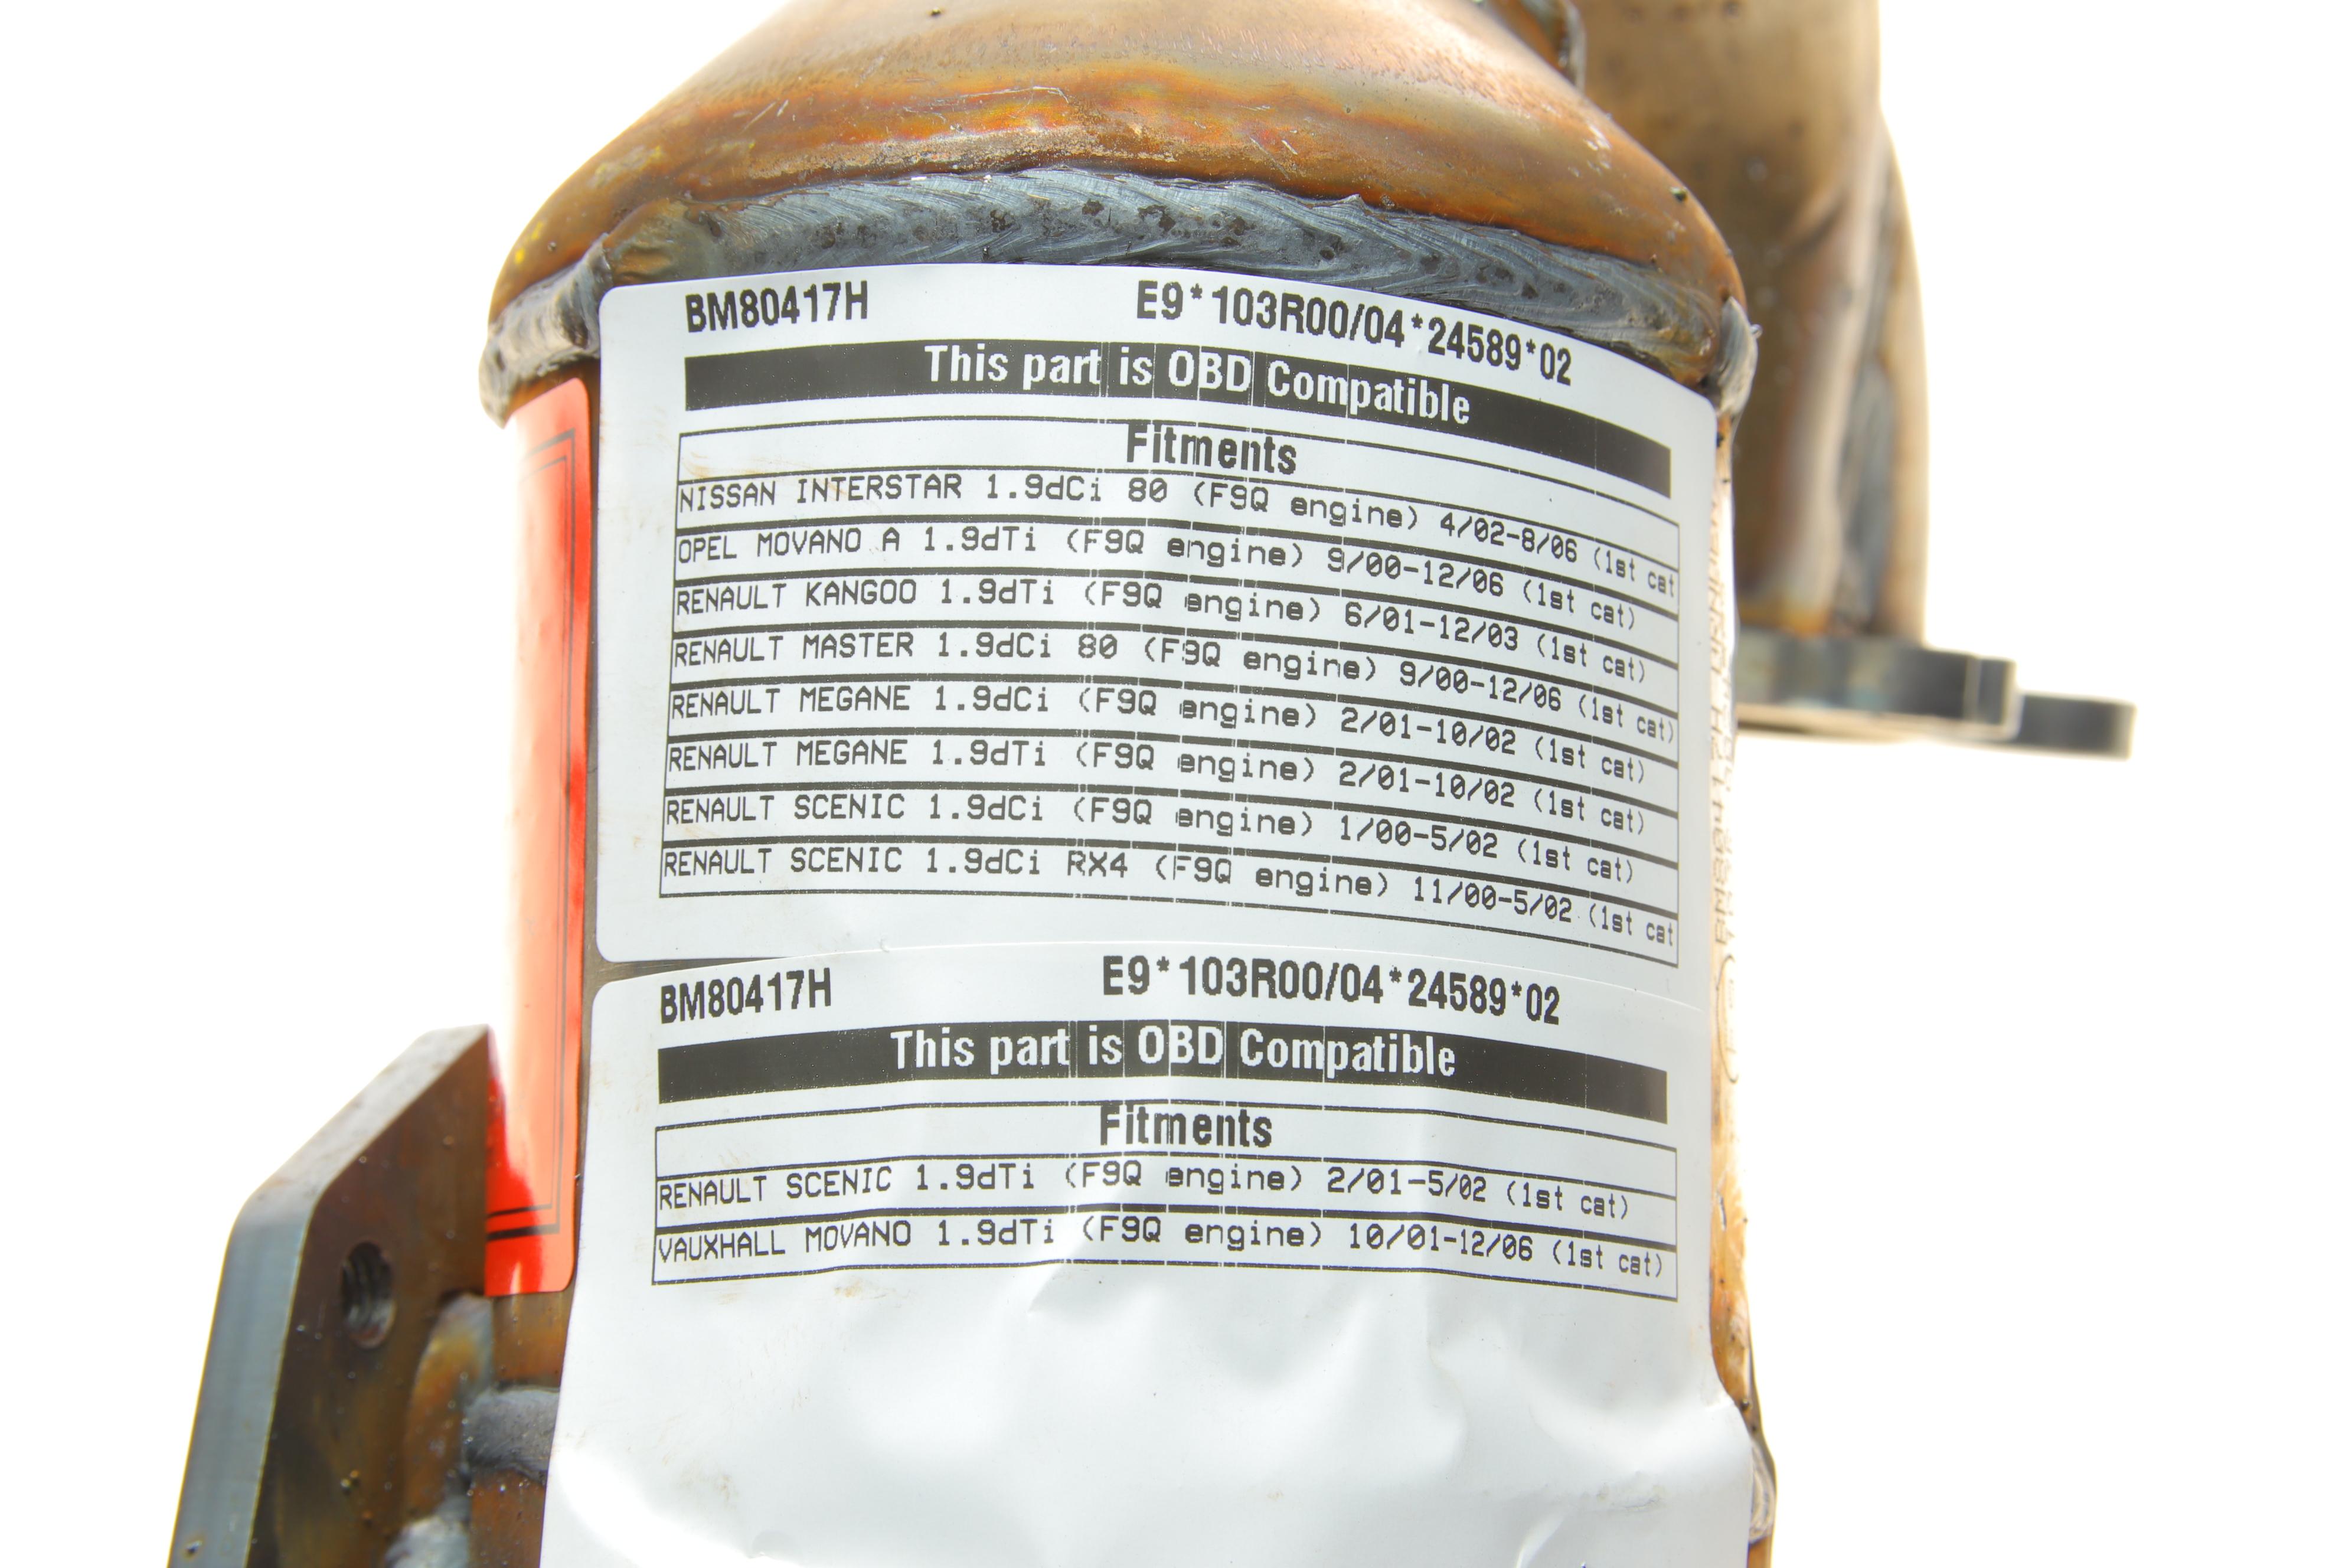 BM80417H E9*103R00/04*24589*02
This part is OBD Compatible
Fitments
NISSAN INTERSTAR 1.9dCi 80 (F9Q engine) 4/02-8/06 (1st cat
OPEL MOVANO A 1.9dTi (F9Q engine) 9/00-12/06 (1st cat)
RENAULT KANGOO 1.9dTi (F9Q engine) 6/01-12/03 (1st cat)
RENAULT MASTER 1.9dCi 80 (F9Q engine) 9/00-12/06 (1st cat)
RENAULT MEGANE 1.9dCi (F9Q engine) 2/01-10/02 (1st cat)
RENAULT MEGANE 1.9dTi (F9Q engine) 2/01-10/02 (1st cat)
RENAULT SCENIC 1.9dCi (F9Q engine) 1/00-5/02 (1st cat)
RENAULT SCENIC 1.9dCi RX4 (F9Q engine) 11/00-5/02 (1st cat
BM80417H E9*103R00/04*24589*02
This part is OBD Compatible
Fitments
RENAULT SCENIC 1.9dTi (F9Q engine) 2/01-5/02 (1st cat)
VAUXHALL MOVANO 1.9dTi (F9Q engine) 10/01-12/06 (1st cat)